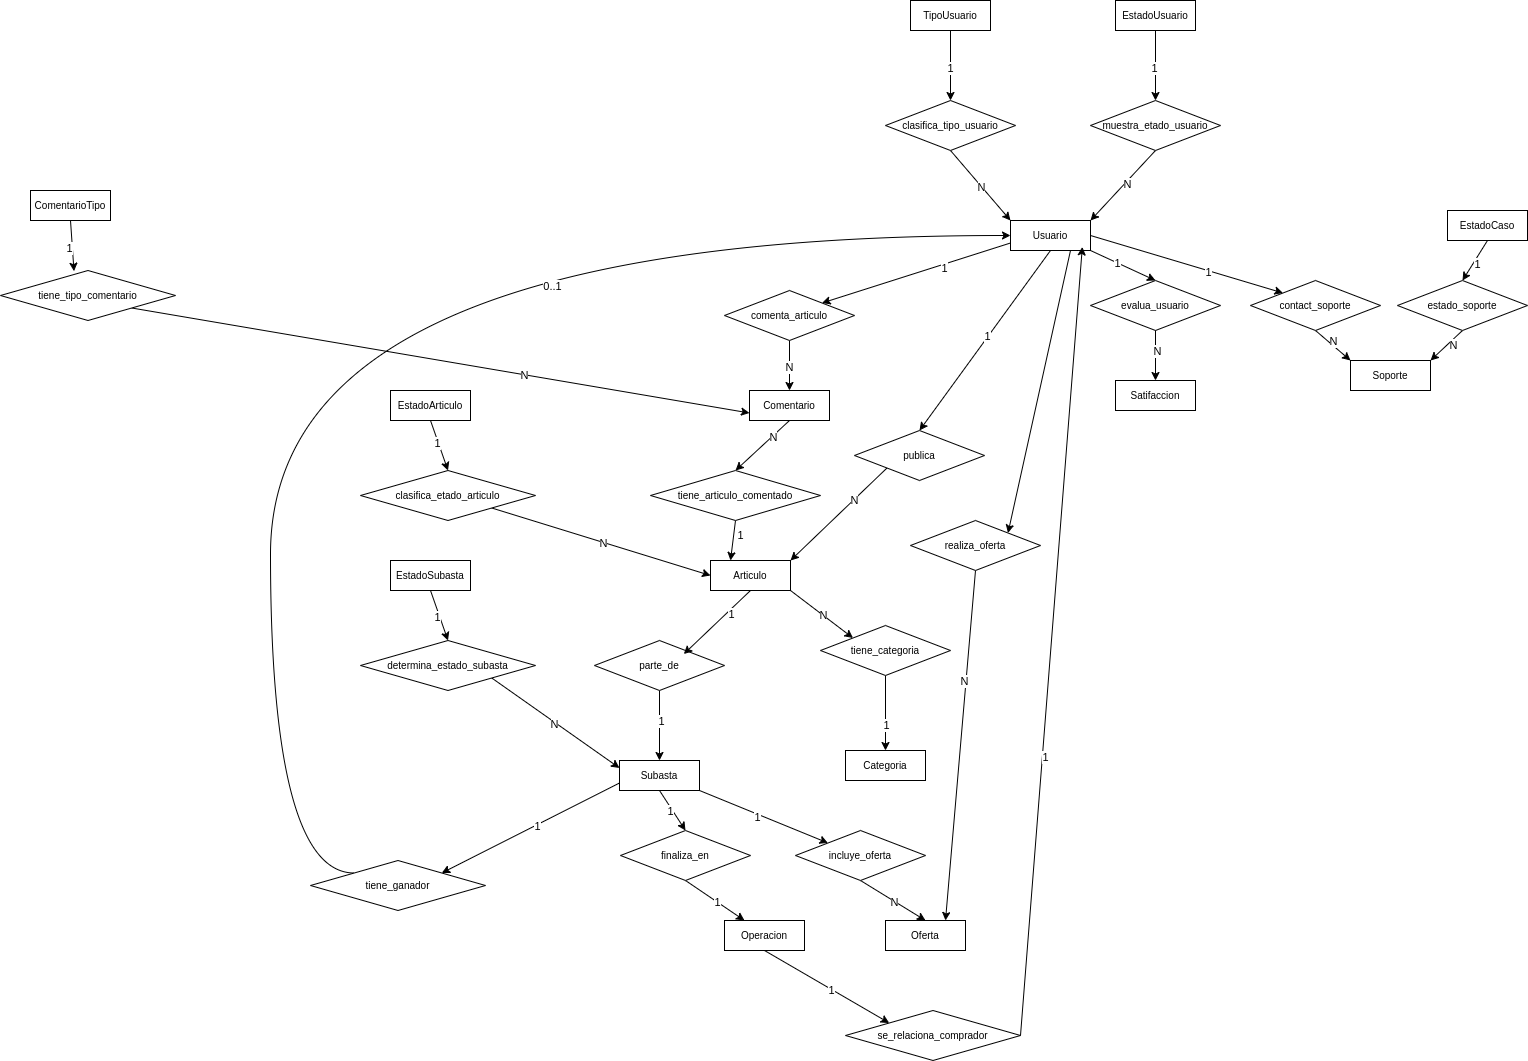 TipoUsuario
EstadoUsuario
1
1
clasifica_tipo_usuario
muestra_etado_usuario
N
N
ComentarioTipo
Usuario
EstadoCaso
1
1
1
1
1
tiene_tipo_comentario
0..1
comenta_articulo
evalua_usuario
contact_soporte
estado_soporte
1
N
N
N
N
N
Satifaccion
Soporte
EstadoArticulo
Comentario
1
N
publica
clasifica_etado_articulo
tiene_articulo_comentado
N
N
1
realiza_oferta
EstadoSubasta
Articulo
1
1
N
determina_estado_subasta
parte_de
tiene_categoria
N
N
1
1
1
Categoria
Subasta
1
1
1
finaliza_en
incluye_oferta
tiene_ganador
1
N
Operacion
Oferta
1
se_relaciona_comprador